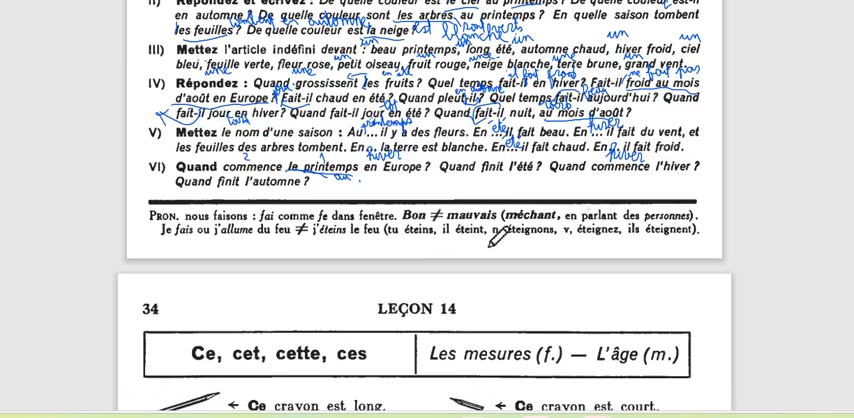 II) Répondez et écrivez : De quelle couleur est le ciel au printemps ? De quelle couleur est-il
en automne ? De quelle couleur sont les arbres au printemps ? En quelle saison tombent
les feuilles ? De quelle couleur est la neige ?
blanche un
un un
III) Mettez l'article indéfini devant : beau printemps, long été, automne chaud, hiver froid, ciel
bleu, feuille verte, fleur rose, petit oiseau, fruit rouge, neige blanche, terre brune, grand vent.
IV) Répondez : Quand grossissent les fruits ? Quel temps fait-il en hiver ? Fait-il froid au mois
d'août en Europe ? Fait-il chaud en été ? Quand pleut-il ? Quel temps fait-il aujourd'hui ? Quand
fait-il jour en hiver ? Quand fait-il jour en été ? Quand fait-il nuit, au mois d'août ?
printemps été hiver
V) Mettez le nom d'une saison : Au... il y a des fleurs. En ... il fait beau. En ... il fait du vent, et
les feuilles des arbres tombent. En ... la terre est blanche. En... il fait chaud. En ... il fait froid.
hiver hiver
VI) Quand commence le printemps en Europe ? Quand finit l'été ? Quand commence l'hiver ?
au
Quand finit l'automne ?
PRON. nous faisons : fai comme fe dans fenêtre. Bon ≠ mauvais (méchant, en parlant des personnes).
Je fais ou j'allume du feu ≠ j'éteins le feu (tu éteins, il éteint, n. éteignons, v. éteignez, ils éteignent).
34 LEÇON 14
Ce, cet, cette, ces Les mesures (f.) — L'âge (m.)
← Ce crayon est long. ← Ce crayon est court.